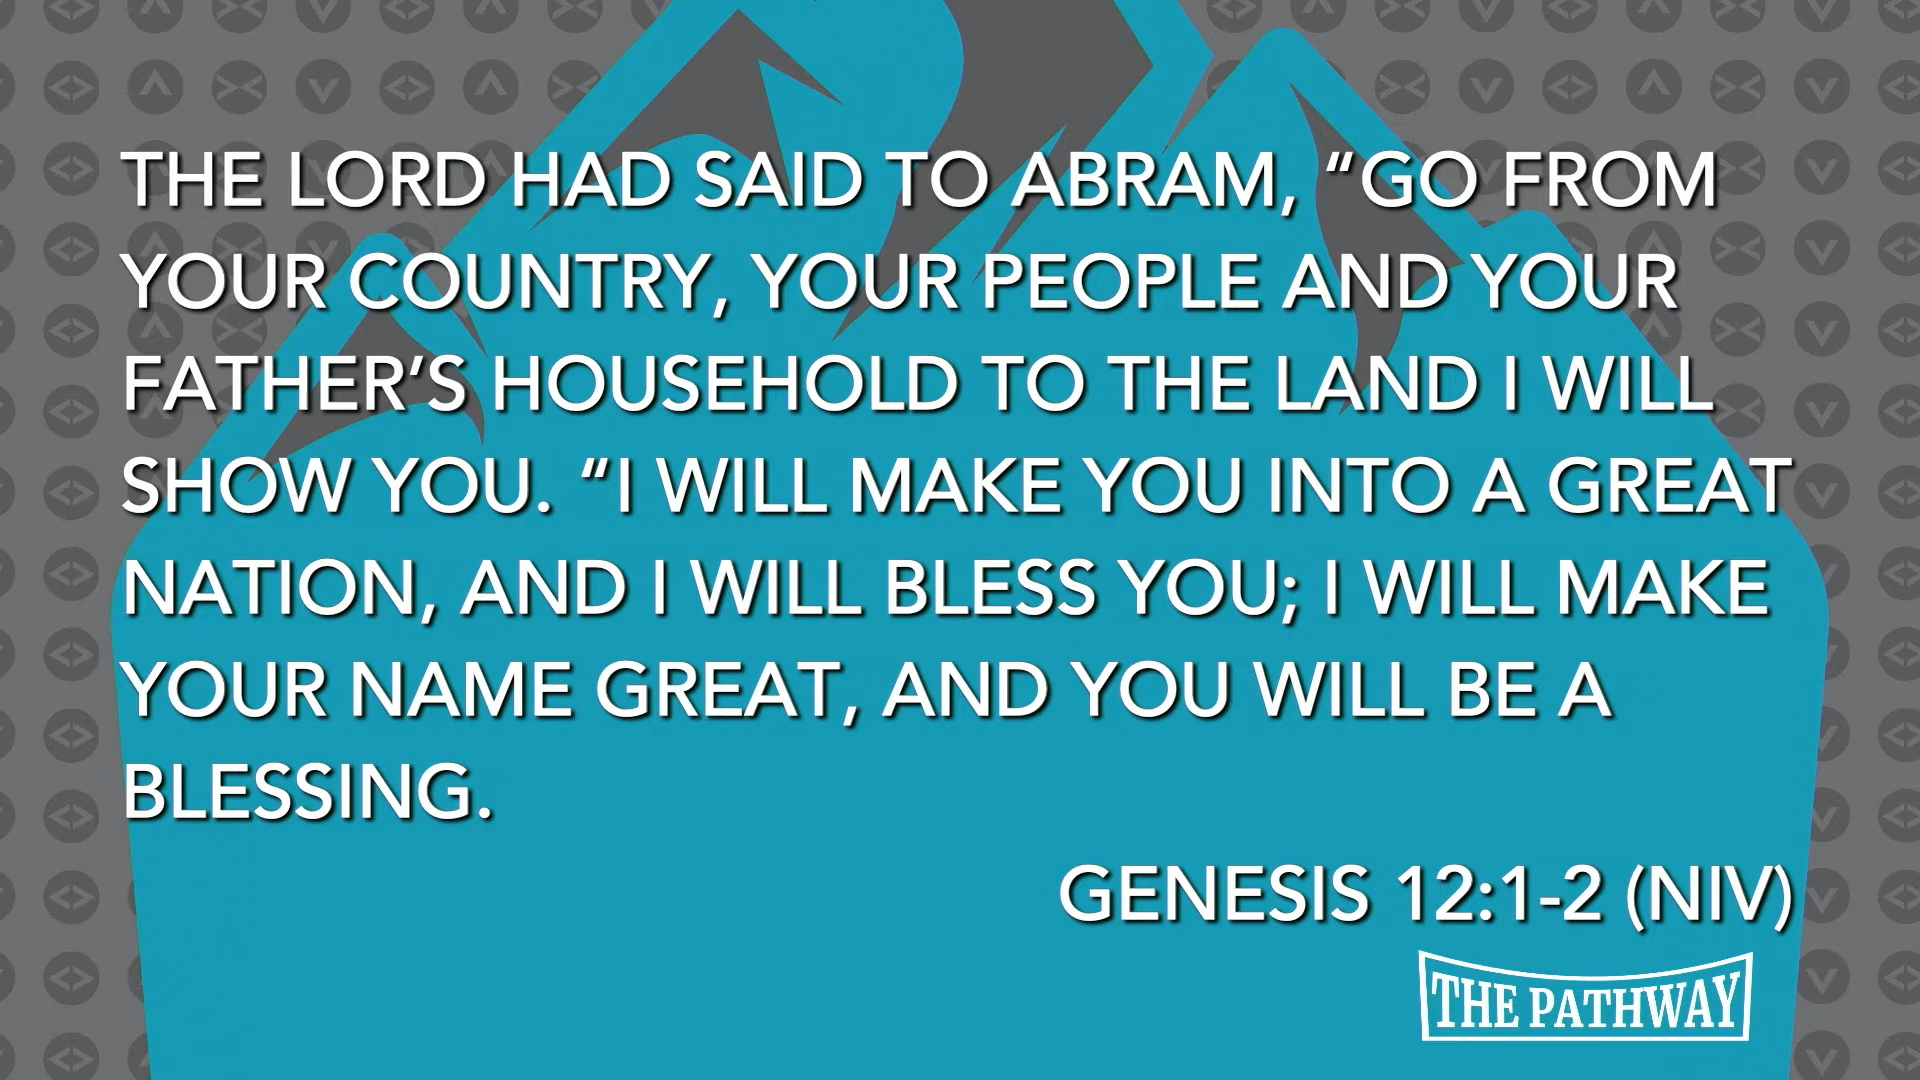 THE LORD HAD SAID TO ABRAM, “GO FROM
YOUR COUNTRY, YOUR PEOPLE AND YOUR
FATHER’S HOUSEHOLD TO THE LAND I WILL
SHOW YOU. “I WILL MAKE YOU INTO A GREAT
NATION, AND I WILL BLESS YOU; I WILL MAKE
YOUR NAME GREAT, AND YOU WILL BE A
BLESSING.
GENESIS 12:1-2 (NIV)
THE PATHWAY